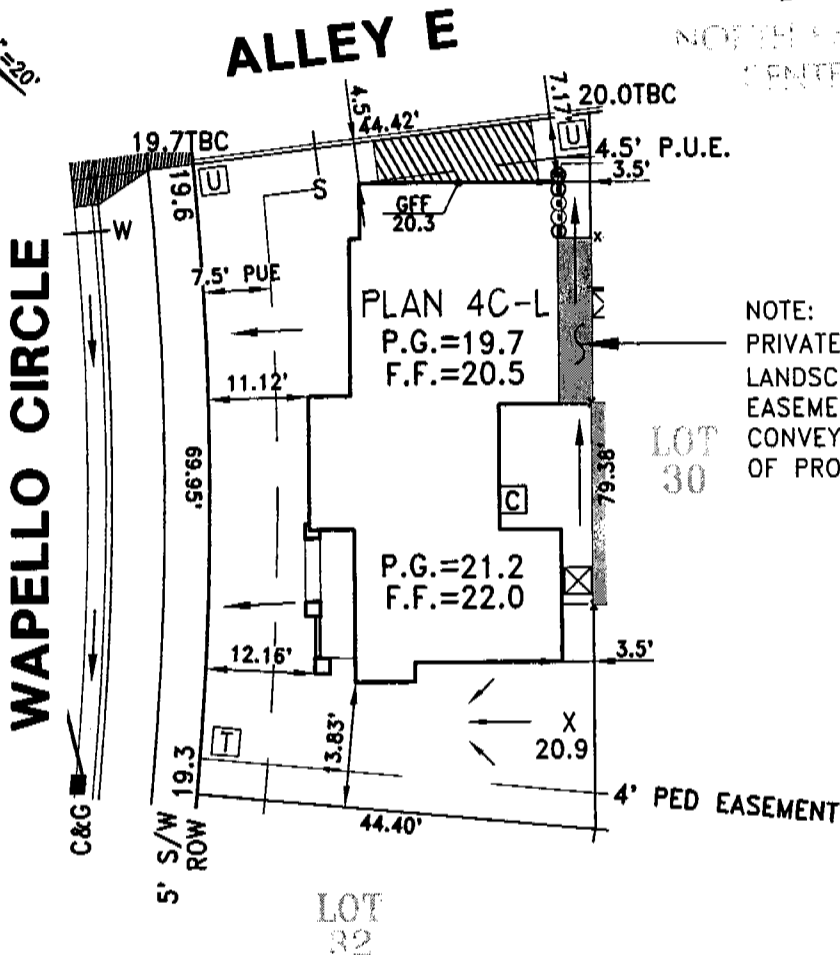 "=20'
ALLEY E
4.5'
44.42'
7.17'
20.0TBC
19.7TBC
U
19.6
S
U
4.5' P.U.E.
3.5'
GFF
20.3
W
7.5' PUE
PLAN 4C-L
P.G.=19.7
F.F.=20.5
11.12'
WAPELLO CIRCLE
NOTE:
PRIVATE
LANDSC
EASEME
CONVEY
OF PRO
LOT
30
69.95'
79.38'
C
P.G.=21.2
F.F.=22.0
12.16'
3.5'
X
20.9
T
13.83'
19.3
4' PED EASEMENT
44.40'
C&G
5' S/W
ROW
LOT
32